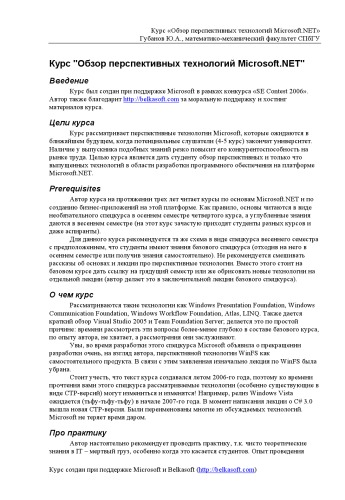 Курс «Обзор перспективных технологий Microsoft.NET»
Губанов Ю.А., математико-механический факультет СПбГУ
Курс "Обзор перспективных технологий Microsoft.NET"
Введение
Курс был создан при поддержке Microsoft в рамках конкурса «SE Contest 2006».
Автор также благодарит http://belkasoft.com за моральную поддержку и хостинг
материалов курса.
Цели курса
Курс рассматривает перспективные технологии Microsoft, которые ожидаются в
ближайшем будущем, когда потенциальные слушатели (4-5 курс) закончат университет.
Наличие у выпускника подобных знаний резко повысит его конкурентоспособность на
рынке труда. Целью курса является дать студенту обзор перспективных и только что
выпущенных технологий в области разработки программного обеспечения на платформе
Microsoft.NET.
Prerequisites
Автор курса на протяжении трех лет читает курсы по основам Microsoft.NET и по
созданию бизнес-приложений на этой платформе. Как правило, основы читаются в виде
необязательного спецкурса в осеннем семестре четвертого курса, а углубленные знания
даются в весеннем семестре (на этот курс зачастую приходят студенты разных курсов и
даже аспиранты).
Для данного курса рекомендуется та же схема в виде спецкурса весеннего семестра
с предположением, что студенты имеют знания базового спецкурса (отходив на него в
осеннем семестре или получив знания самостоятельно). Не рекомендуется смешивать
рассказы об основах и лекции про перспективные технологии. Вместо этого стоит на
базовом курсе дать ссылку на грядущий семестр или же обрисовать новые технологии на
отдельной лекции (автор делает это в заключительной лекции базового спецкурса).
О чем курс
Рассматриваются такие технологии как Windows Presentation Foundation, Windows
Communication Foundation, Windows Workflow Foundation, Atlas, LINQ. Также дается
краткий обзор Visual Studio 2005 и Team Foundation Server, делается это по простой
причине: времени рассмотреть эти вопросы более-менее глубоко в составе базового курса,
по опыту автора, не хватает, а рассмотрения они заслуживают.
Увы, во время разработки этого спецкурса Microsoft объявила о прекращении
разработки очень, на взгляд автора, перспективной технологии WinFS как
самостоятельного продукта. В связи с этим заявленная изначально лекция по WinFS была
убрана.
Стоит учесть, что текст курса создавался летом 2006-го года, поэтому ко времени
прочтения вами этого спецкурса рассматриваемые технологии (особенно существующие в
виде CTP-версий) могут измениться и изменятся! Например, релиз Windows Vista
ожидается (тьфу-тьфу-тьфу) в начале 2007-го года. В момент написания лекции о C# 3.0
вышла новая CTP-версия. Были переименованы многие из обсуждаемых технологий.
Microsoft не теряет время даром.
Про практику
Автор настоятельно рекомендует проводить практику, т.к. чисто теоретические
знания в IT – мертвый груз, особенно когда это касается студентов. Опыт проведения
Курс создан при поддержке Microsoft и Belkasoft (http://belkasoft.com)